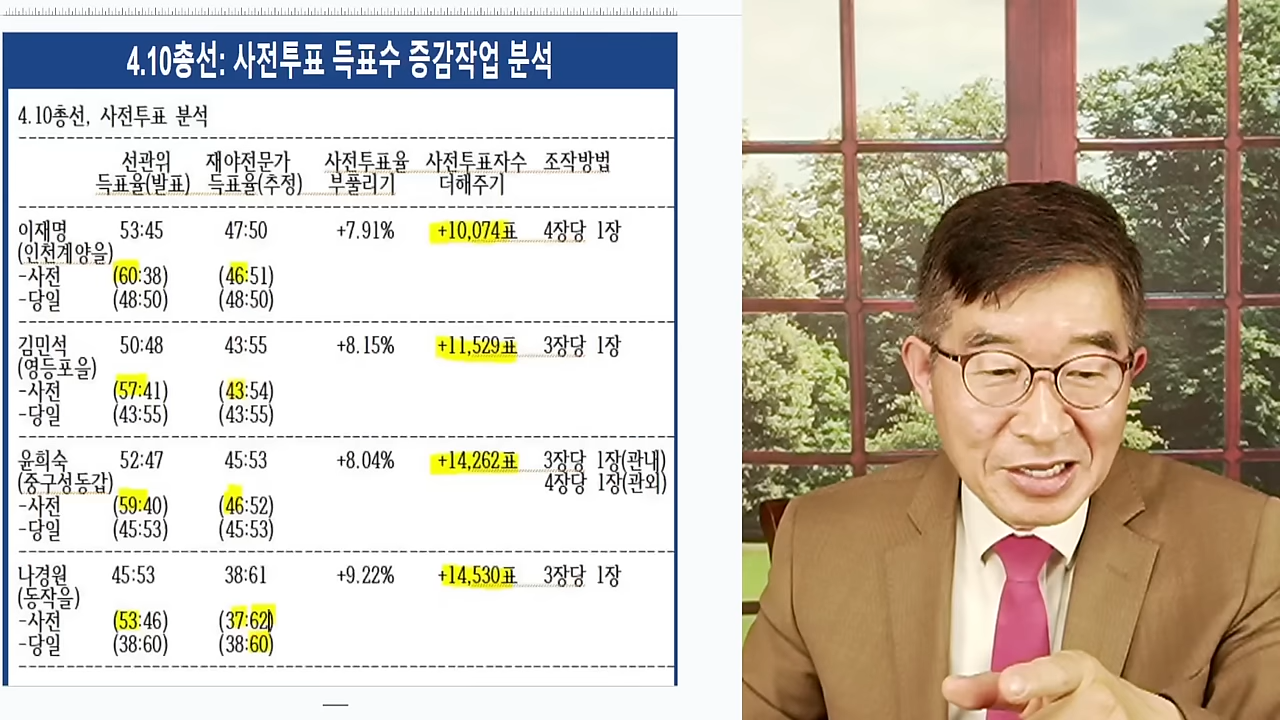 4.10총선: 사전투표 득표수 증감작업 분석
4.10총선, 사전투표 분석
선관위 재야전문가 사전투표율 사전투표자수 조작방법
득표율(발표) 득표율(추정) 부풀리기 더해주기
이재명 53:45 47:50 +7.91% +10,074표 4장당 1장
(인천계양을)
-사전 (60:38) (46:51)
-당일 (48:50) (48:50)
김민석 50:48 43:55 +8.15% +11,529표 3장당 1장
(영등포을)
-사전 (57:41) (43:54)
-당일 (43:55) (43:55)
윤희숙 52:47 45:53 +8.04% +14,262표 3장당 1장(관내)
(중구성동갑) 4장당 1장(관외)
-사전 (59:40) (46:52)
-당일 (45:53) (45:53)
나경원 45:53 38:61 +9.22% +14,530표 3장당 1장
(동작을)
-사전 (53:46) (37:62)
-당일 (38:60) (38:60)